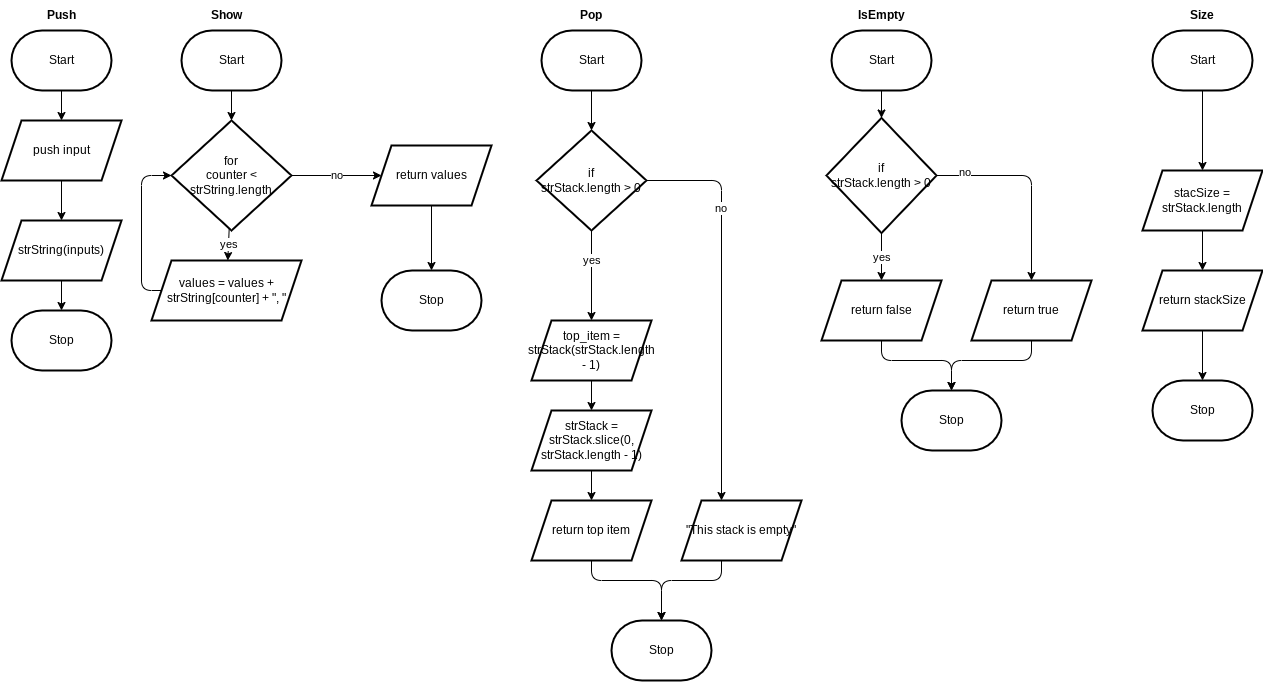 Push
Start
push input
strString(inputs)
Stop
Show
Start
for
counter <
strString.length
no
return values
yes
values = values +
strString[counter] + ", "
Stop
Pop
Start
if
strStack.length > 0
no
yes
top_item =
strStack(strStack.length
- 1)
strStack =
strStack.slice(0,
strStack.length - 1)
return top item
"This stack is empty"
Stop
IsEmpty
Start
if
strStack.length > 0
no
yes
return false
return true
Stop
Size
Start
stacSize =
strStack.length
return stackSize
Stop